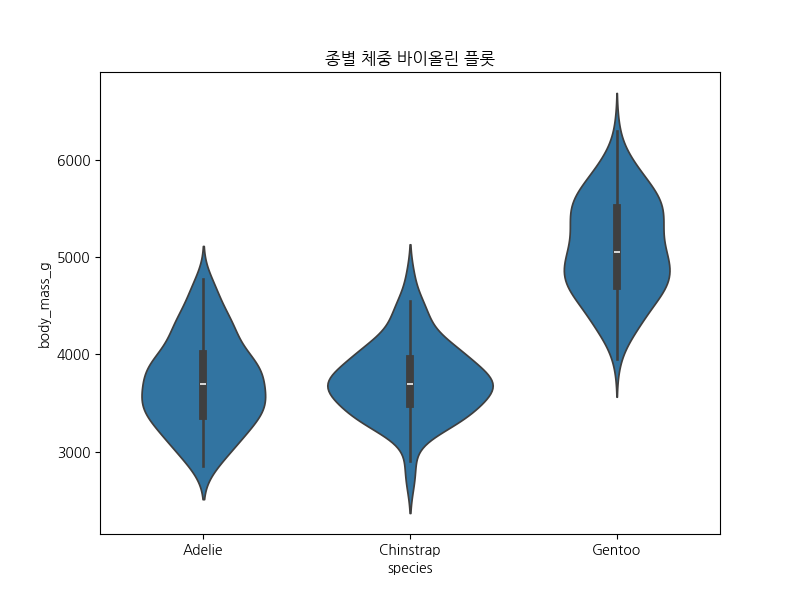 종별 체중 바이올린 플롯
body_mass_g
6000
5000
4000
3000
Adelie
Chinstrap
Gentoo
species